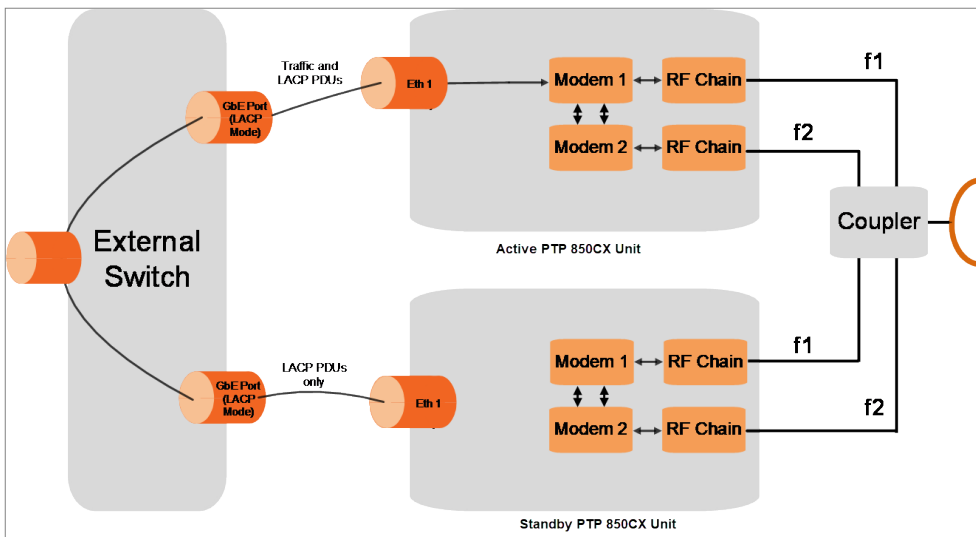 Traffic and
LACP PDUs
GbE Port
(LACP
Mode)
Eth 1
Modem 1
RF Chain
f1
Modem 2
RF Chain
f2
Coupler
External
Switch
Active PTP 850CX Unit
LACP PDUs
only
GbE Port
(LACP
Mode)
Eth 1
Modem 1
RF Chain
f1
Modem 2
RF Chain
f2
Standby PTP 850CX Unit